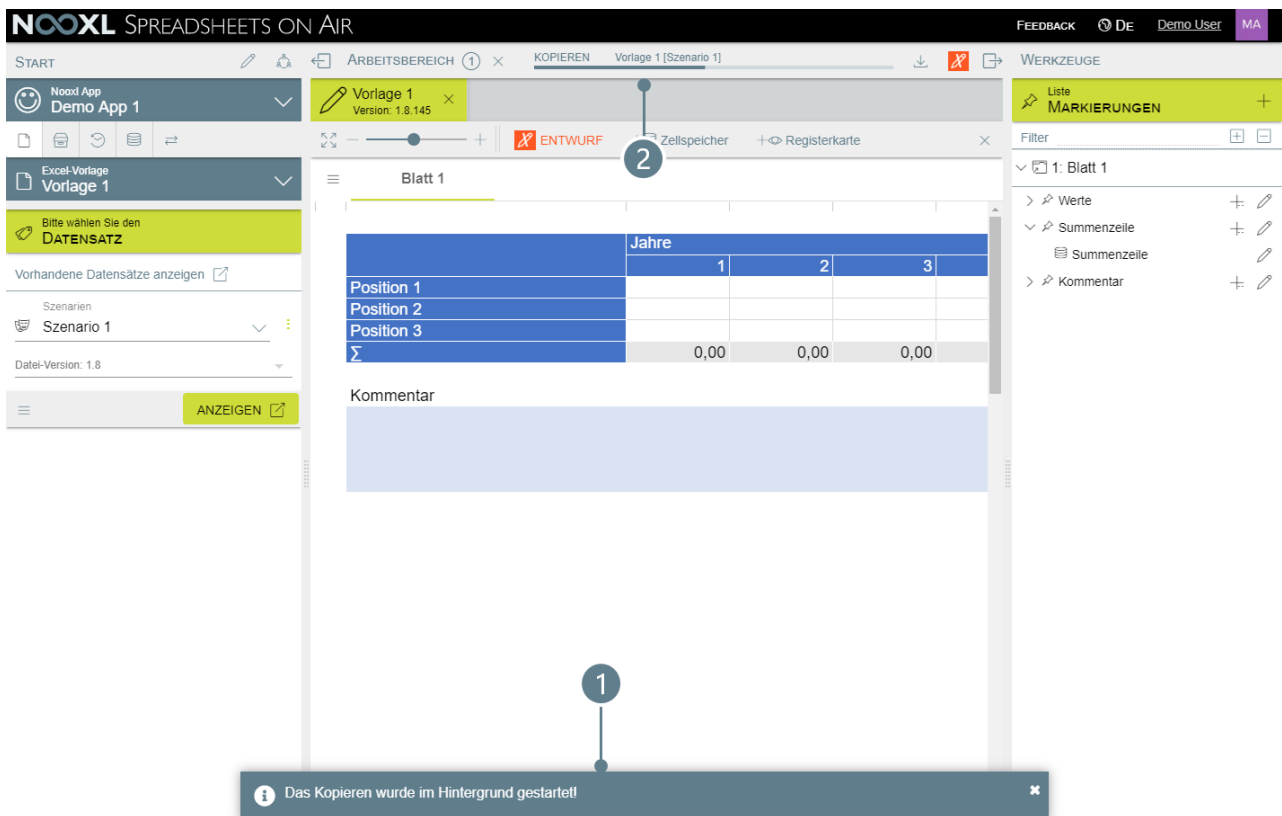 NOOXL SPREADSHEETS ON AIR
FEEDBACK DE Demo User MA
START
ARBEITSBEREICH 1 KOPIEREN Vorlage 1 [Szenario 1]
WERKZEUGE
Nooxl App
Demo App 1
Vorlage 1
Version: 1.8.145
Liste
MARKIERUNGEN
ENTWURF Zellspeicher Registerkarte
2
Filter
Excel-Vorlage
Vorlage 1
Blatt 1
1: Blatt 1
Werte
Summenzeile
Summenzeile
Kommentar
Bitte wählen Sie den
DATENSATZ
Vorhandene Datensätze anzeigen
Szenarien
Szenario 1
Datei-Version: 1.8
ANZEIGEN
Jahre
1 2 3
Position 1
Position 2
Position 3
∑ 0,00 0,00 0,00
Kommentar
1
Das Kopieren wurde im Hintergrund gestartet!